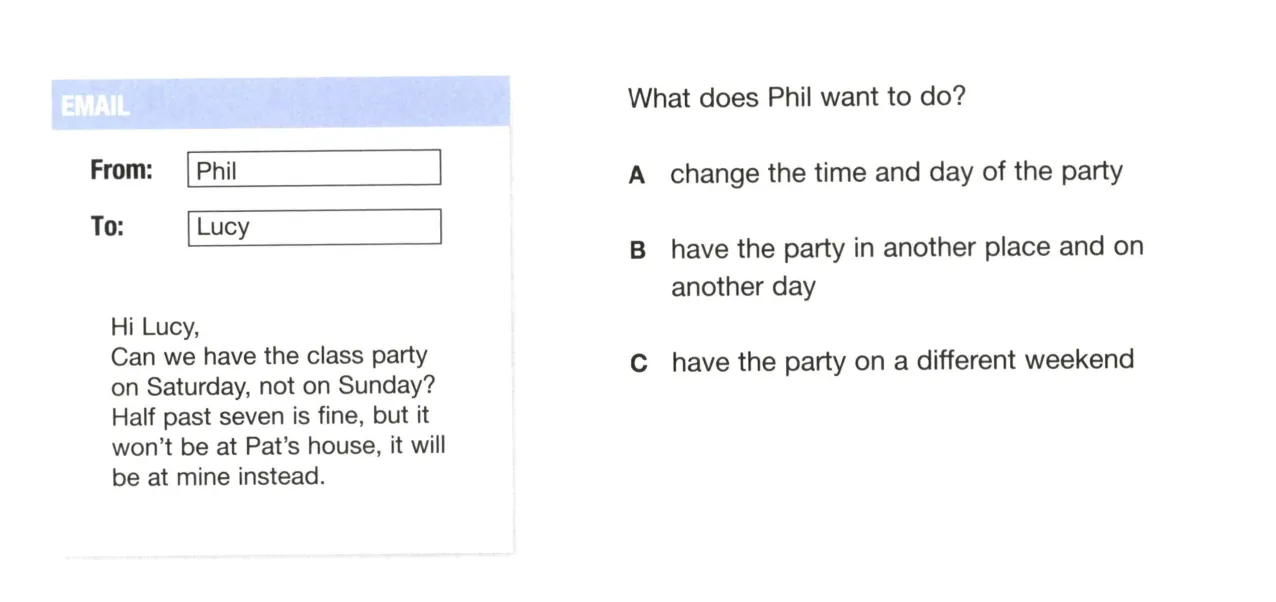 EMAIL
From: Phil
To: Lucy
Hi Lucy,
Can we have the class party
on Saturday, not on Sunday?
Half past seven is fine, but it
won't be at Pat's house, it will
be at mine instead.
What does Phil want to do?
A change the time and day of the party
B have the party in another place and on
another day
C have the party on a different weekend